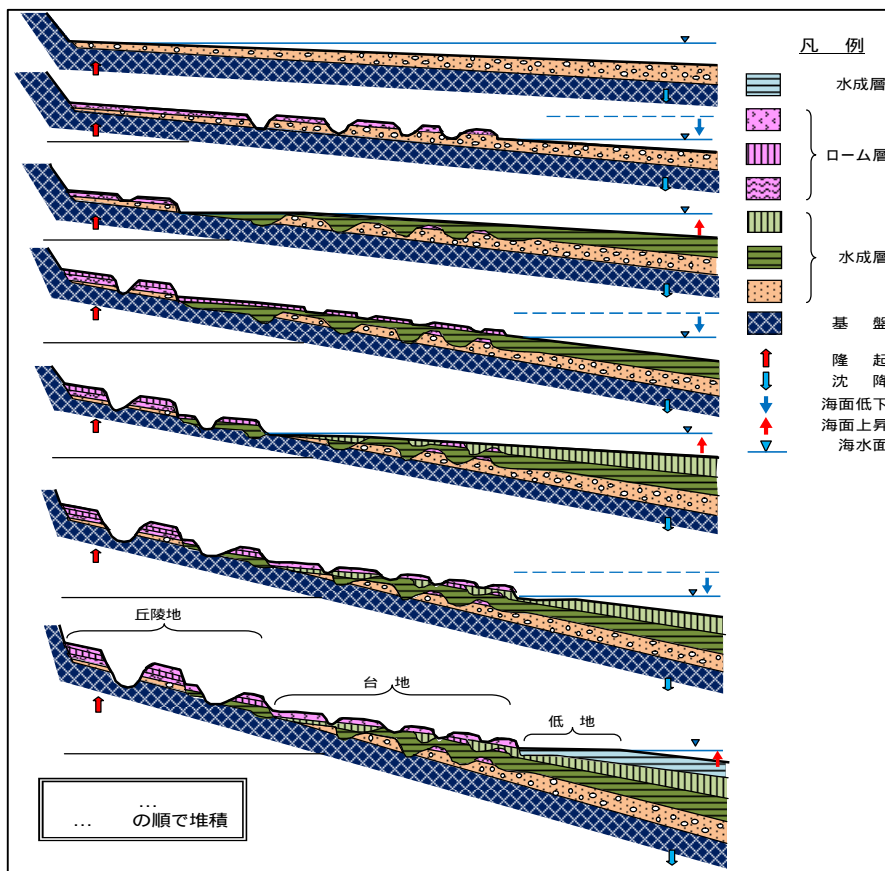 凡 例
水成層
ローム層
水成層
基 盤
隆 起
沈 降
海面低下
海面上昇
海水面
丘陵地
台 地
低 地
…
… の順で堆積